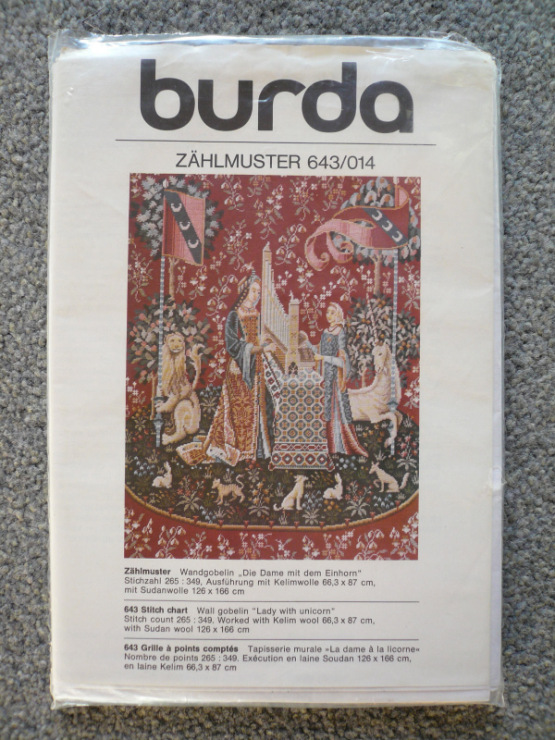 burda
ZÄHLMUSTER 643/014
Zählmuster Wandgobelin „Die Dame mit dem Einhorn"
Stichzahl 265 : 349, Ausführung mit Kelimwolle 66,3 x 87 cm,
mit Sudanwolle 126 x 166 cm
643 Stitch chart Wall gobelin "Lady with unicorn"
Stitch count 265 : 349, Worked with Kelim wool 66,3 x 87 cm,
with Sudan wool 126 x 166 cm
643 Grille à points comptés Tapisserie murale »La dame à la licorne«
Nombre de points 265 : 349. Exécution en laine Soudan 126 x 166 cm,
en laine Kelim 66,3 x 87 cm